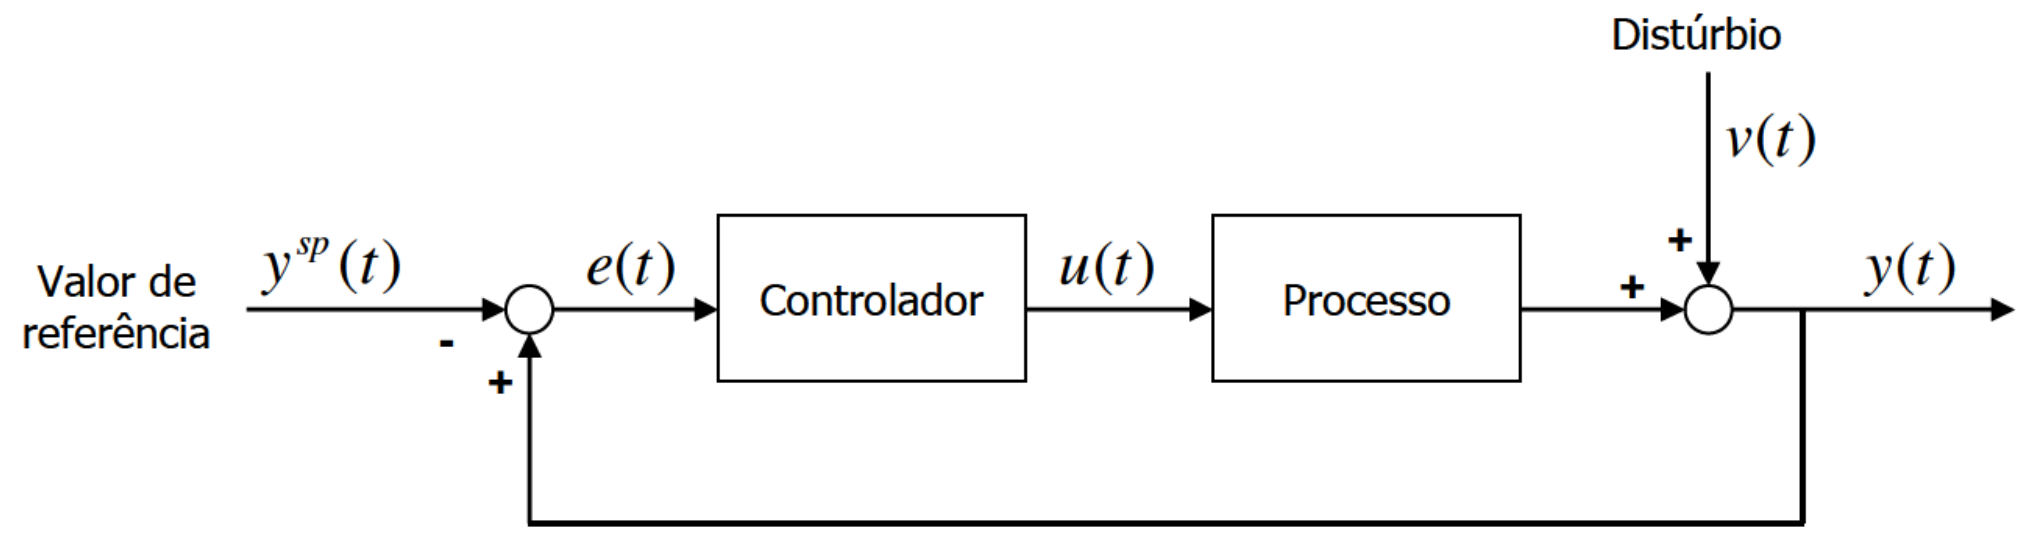 Distúrbio
v(t)
Valor de
referência
y^{sp}(t)
-
+
e(t)
Controlador
u(t)
Processo
+
+
y(t)